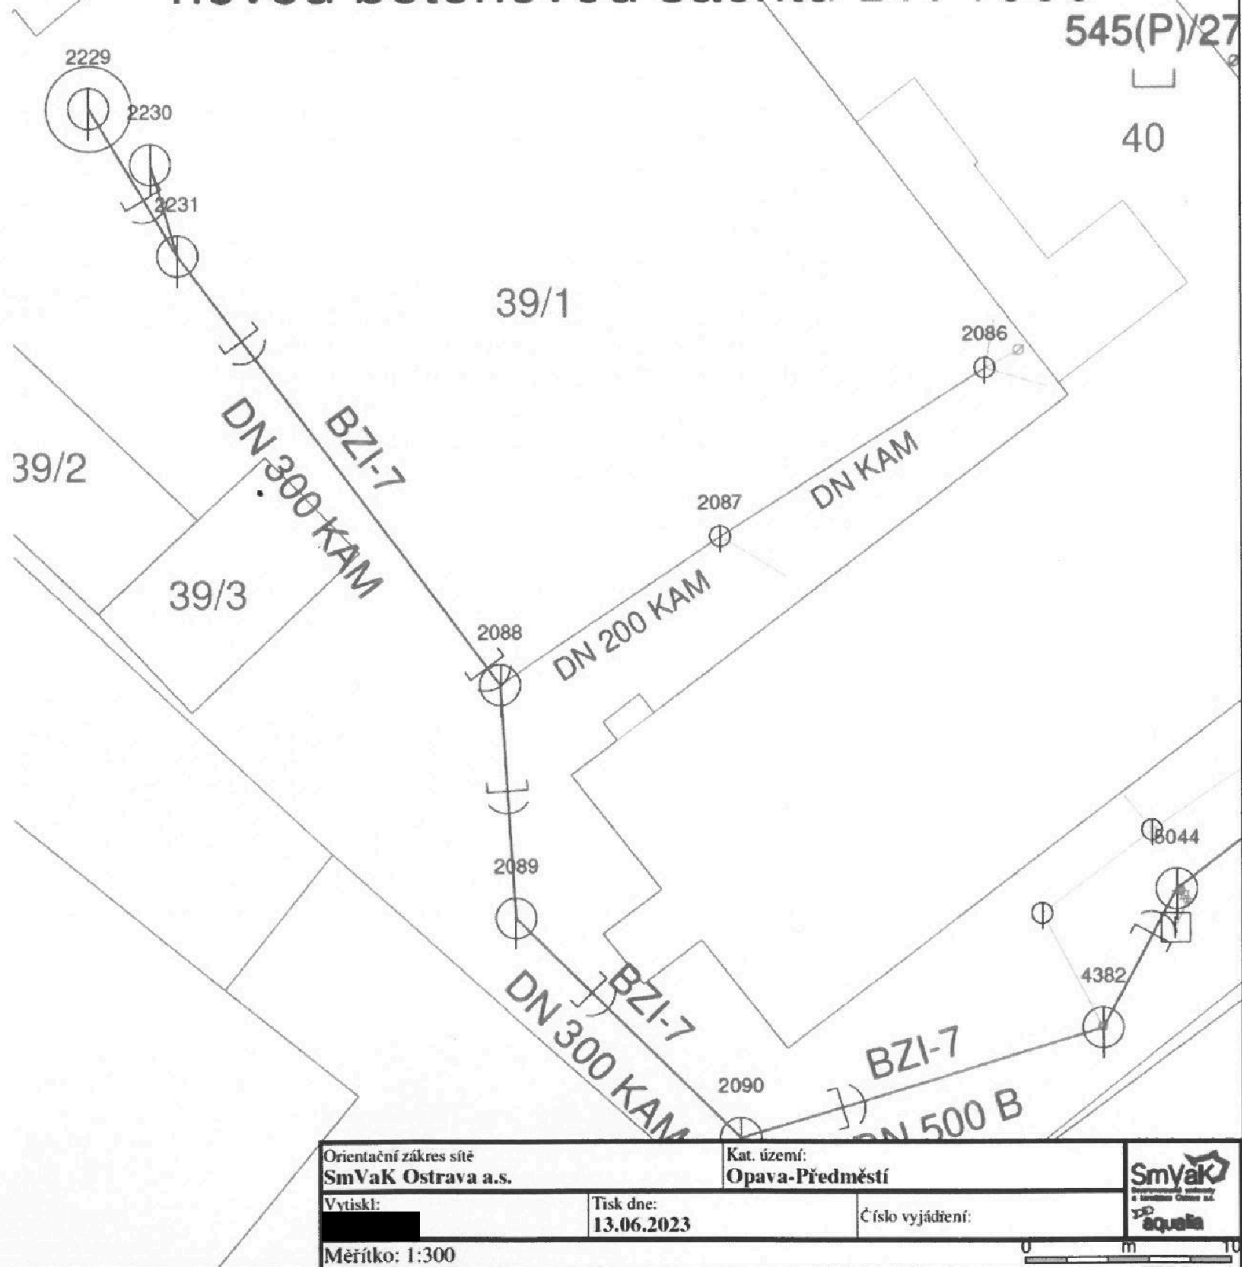 545(P)/27
40
2229
2230
2231
39/1
2086
BZI-7
DN 300 KAM
39/2
DN KAM
2087
39/3
DN 200 KAM
2088
5044
2089
4382
BZI-7
DN 300 KAM
BZI-7
2090
DN 500 B
Orientační zákres sítě
SmVaK Ostrava a.s.
Kat. území:
Opava-Předměstí
SmVaK
aqualia
Vytiskl:
Tisk dne:
13.06.2023
Číslo vyjádření:
Měřítko: 1:300
0 m 10